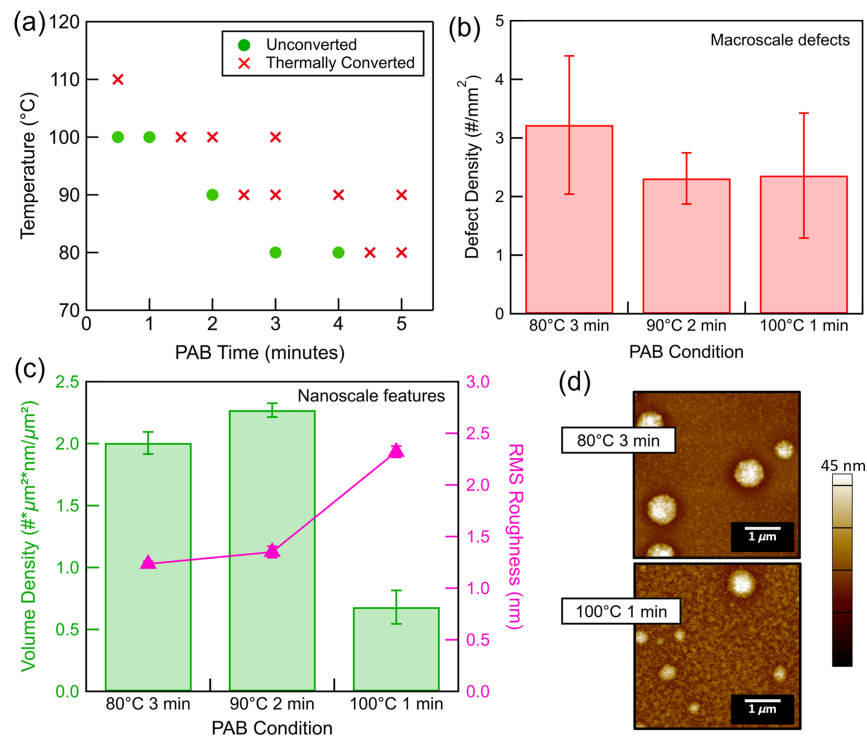 (a)
120
110
100
90
80
70
Temperature (°C)
Unconverted
Thermally Converted
0
1
2
3
4
5
PAB Time (minutes)
(b)
Macroscale defects
5
4
3
2
1
0
Defect Density (#/mm²)
80°C 3 min
90°C 2 min
100°C 1 min
PAB Condition
(c)
Nanoscale features
2.5
2.0
1.5
1.0
0.5
0.0
Volume Density (#*µm²*nm/µm²)
3.0
2.5
2.0
1.5
1.0
0.5
0.0
RMS Roughness (nm)
80°C 3 min
90°C 2 min
100°C 1 min
PAB Condition
(d)
80°C 3 min
1 µm
100°C 1 min
1 µm
45 nm